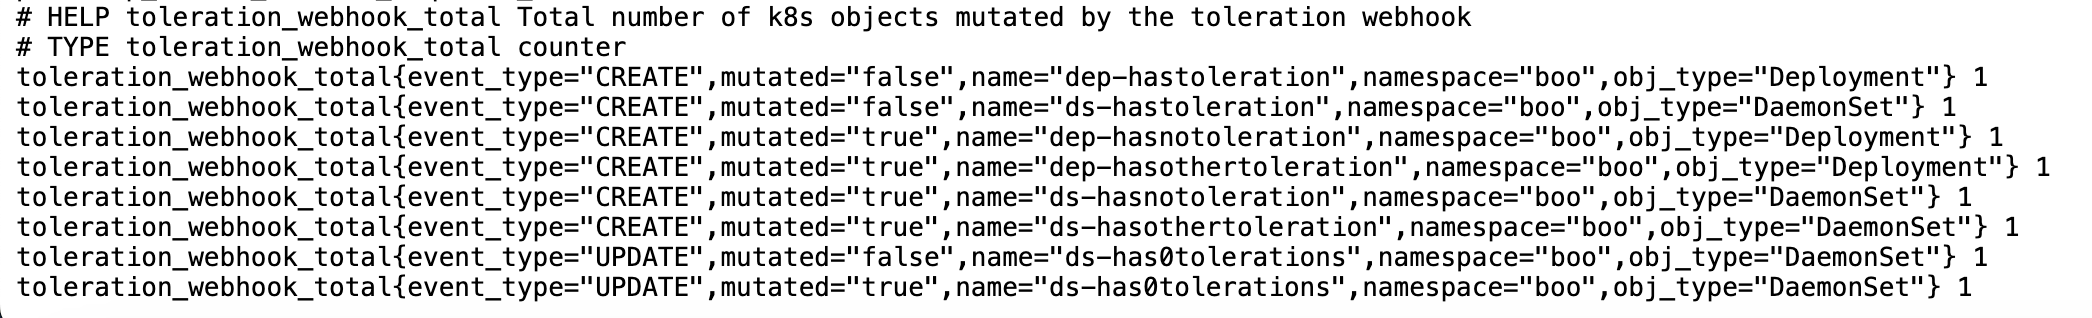 # HELP toleration_webhook_total Total number of k8s objects mutated by the toleration webhook
# TYPE toleration_webhook_total counter
toleration_webhook_total{event_type="CREATE",mutated="false",name="dep-hastoleration",namespace="boo",obj_type="Deployment"} 1
toleration_webhook_total{event_type="CREATE",mutated="false",name="ds-hastoleration",namespace="boo",obj_type="DaemonSet"} 1
toleration_webhook_total{event_type="CREATE",mutated="true",name="dep-hasnotoleration",namespace="boo",obj_type="Deployment"} 1
toleration_webhook_total{event_type="CREATE",mutated="true",name="dep-hasothertoleration",namespace="boo",obj_type="Deployment"} 1
toleration_webhook_total{event_type="CREATE",mutated="true",name="ds-hasnotoleration",namespace="boo",obj_type="DaemonSet"} 1
toleration_webhook_total{event_type="CREATE",mutated="true",name="ds-hasothertoleration",namespace="boo",obj_type="DaemonSet"} 1
toleration_webhook_total{event_type="UPDATE",mutated="false",name="ds-has0tolerations",namespace="boo",obj_type="DaemonSet"} 1
toleration_webhook_total{event_type="UPDATE",mutated="true",name="ds-has0tolerations",namespace="boo",obj_type="DaemonSet"} 1